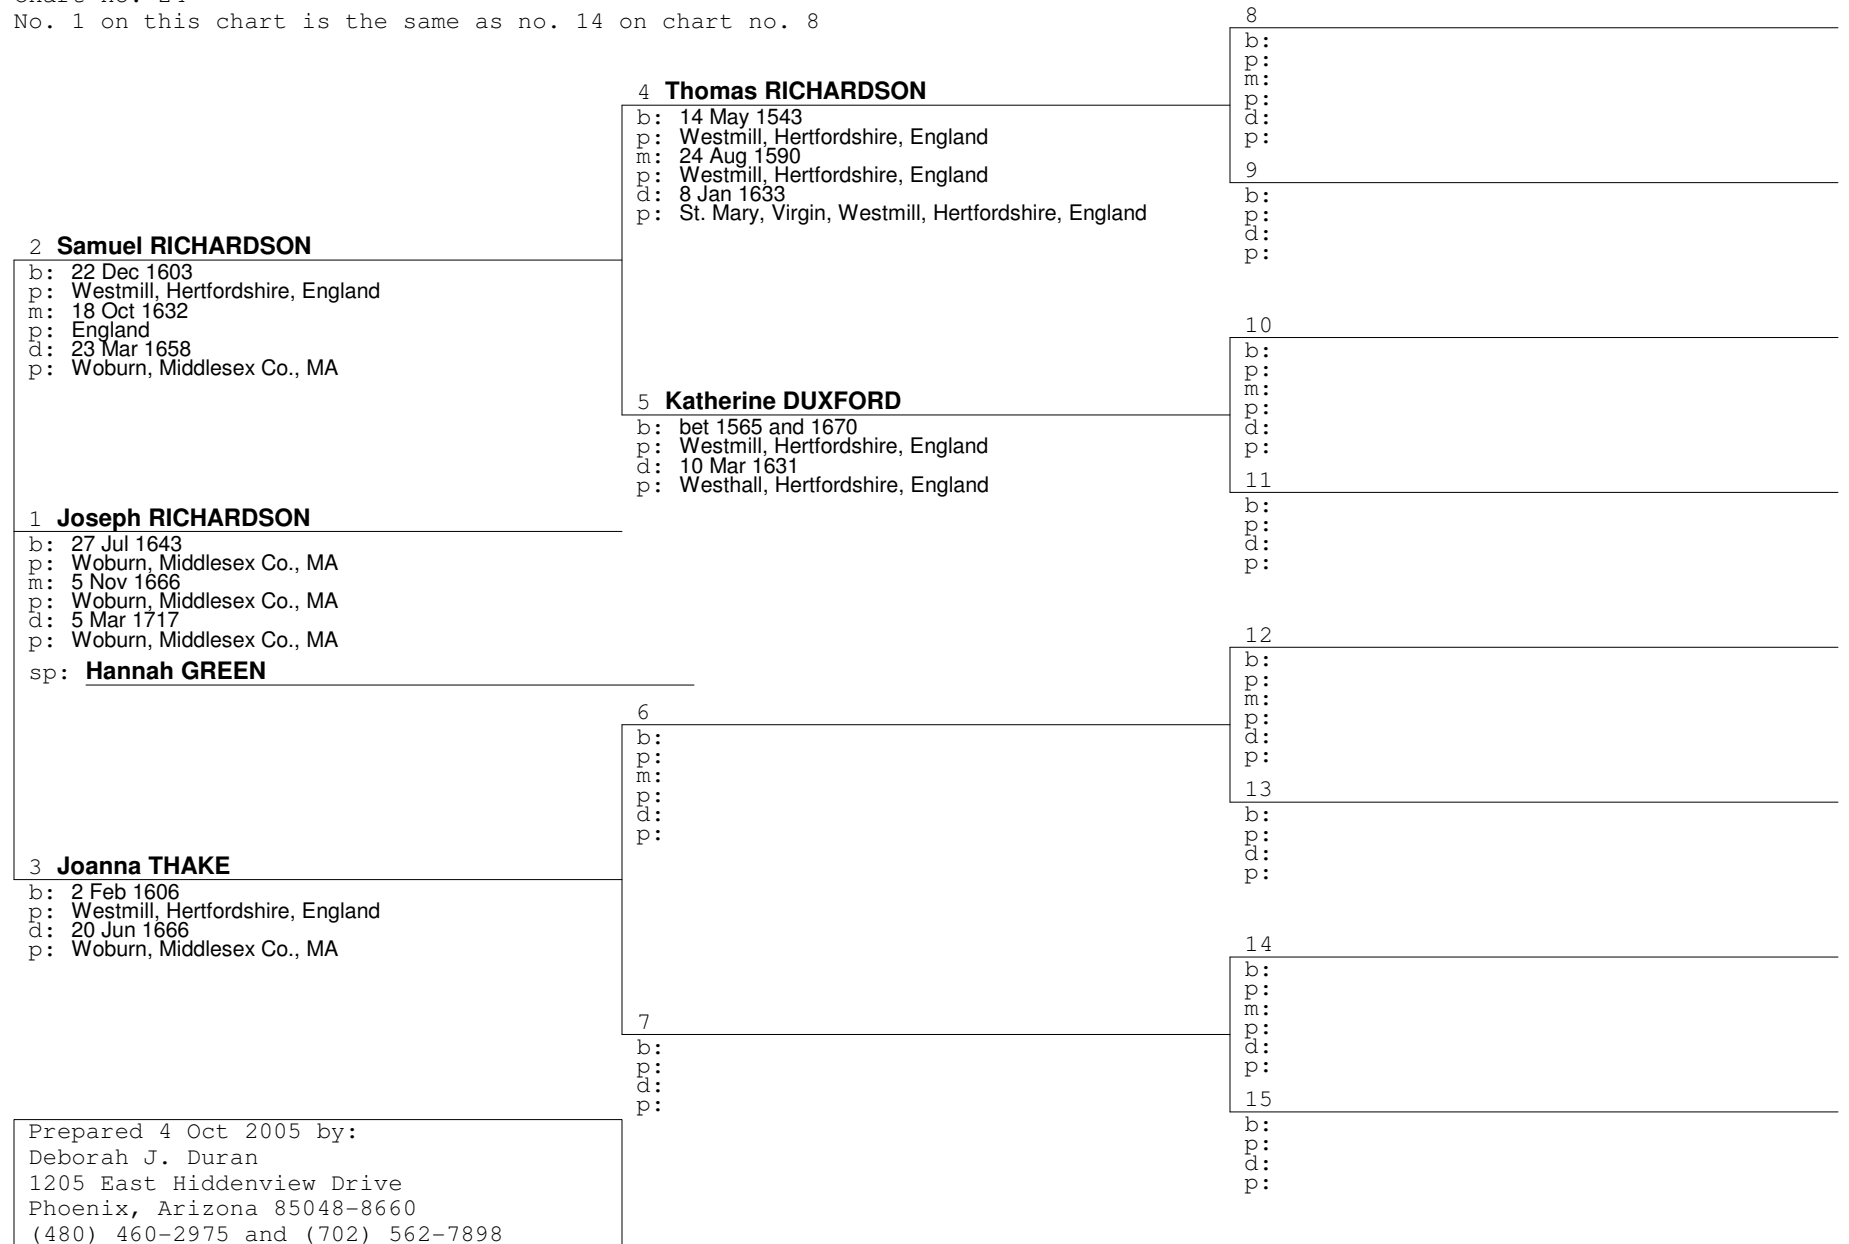 No. 1 on this chart is the same as no. 14 on chart no. 8
8
b:
p:
m:
p:
d:
p:
4 Thomas RICHARDSON
b: 14 May 1543
p: Westmill, Hertfordshire, England
m: 24 Aug 1590
p: Westmill, Hertfordshire, England
d: 8 Jan 1633
p: St. Mary, Virgin, Westmill, Hertfordshire, England
9
b:
p:
d:
p:
2 Samuel RICHARDSON
b: 22 Dec 1603
p: Westmill, Hertfordshire, England
m: 18 Oct 1632
p: England
d: 23 Mar 1658
p: Woburn, Middlesex Co., MA
10
b:
p:
m:
p:
d:
p:
5 Katherine DUXFORD
b: bet 1565 and 1670
p: Westmill, Hertfordshire, England
d: 10 Mar 1631
p: Westhall, Hertfordshire, England
11
b:
p:
d:
p:
1 Joseph RICHARDSON
b: 27 Jul 1643
p: Woburn, Middlesex Co., MA
m: 5 Nov 1666
p: Woburn, Middlesex Co., MA
d: 5 Mar 1717
p: Woburn, Middlesex Co., MA
sp: Hannah GREEN
12
b:
p:
m:
p:
d:
p:
6
b:
p:
m:
p:
d:
p:
13
b:
p:
d:
p:
3 Joanna THAKE
b: 2 Feb 1606
p: Westmill, Hertfordshire, England
d: 20 Jun 1666
p: Woburn, Middlesex Co., MA
14
b:
p:
m:
p:
d:
p:
7
b:
p:
d:
p:
15
b:
p:
d:
p:
Prepared 4 Oct 2005 by:
Deborah J. Duran
1205 East Hiddenview Drive
Phoenix, Arizona 85048-8660
(480) 460-2975 and (702) 562-7898